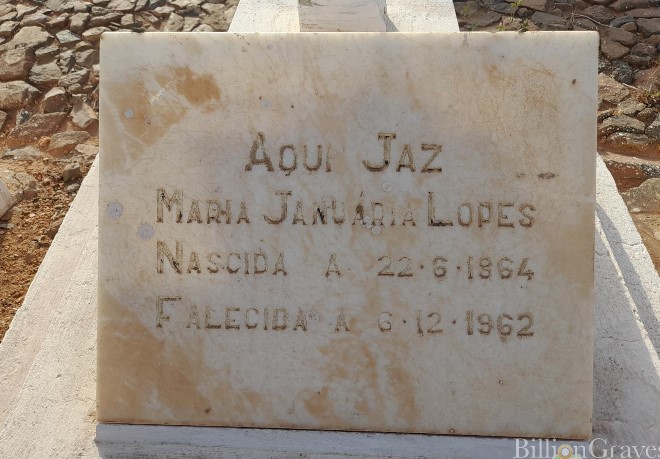 AQUI JAZ
MARIA JANUÁRIA LOPES
NASCIDA A 22·6·1864
FALECIDA A 6·12·1962
BillionGraves